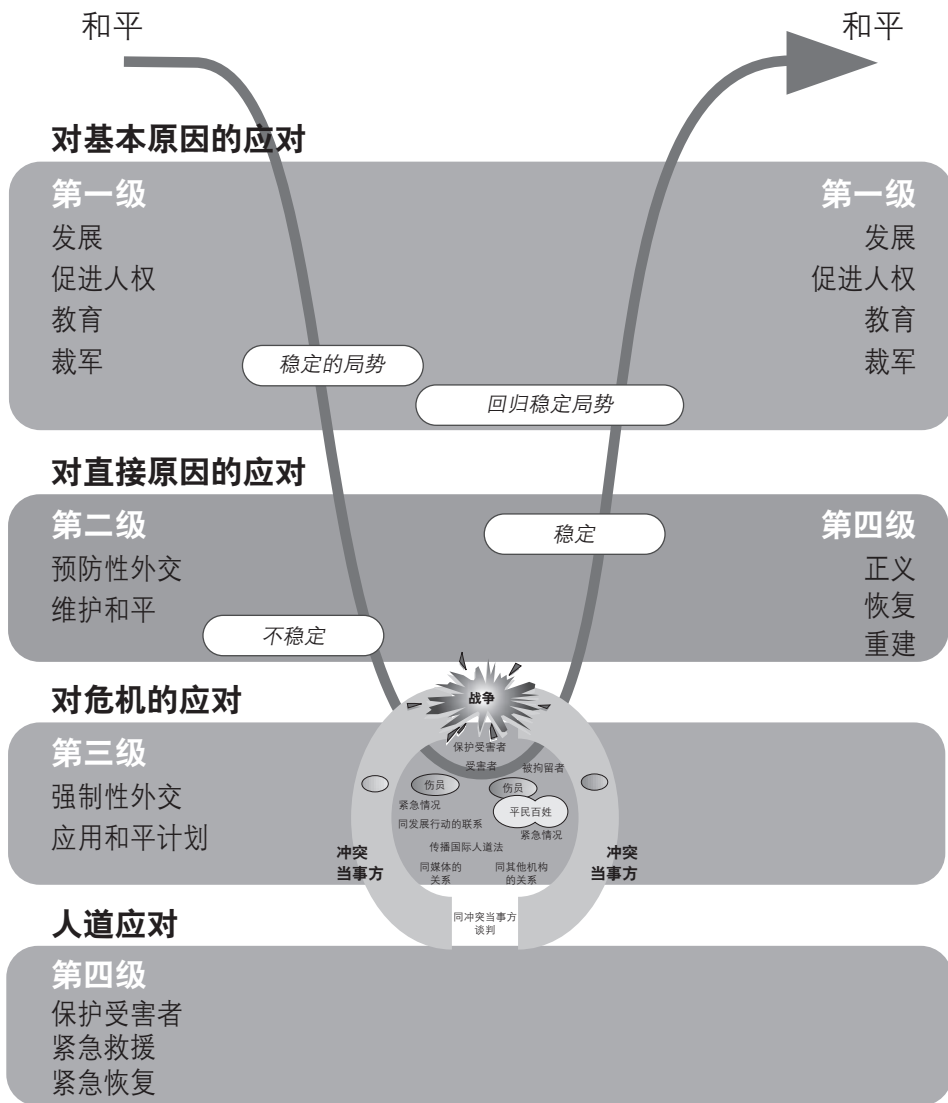 和平
和平
对基本原因的应对
第一级
发展
促进人权
教育
裁军
第一级
发展
促进人权
教育
裁军
稳定的局势
回归稳定局势
对直接原因的应对
第二级
预防性外交
维护和平
第四级
正义
恢复
重建
稳定
不稳定
对危机的应对
第三级
强制性外交
应用和平计划
战争
保护受害者
受害者
被拘留者
伤员
伤员
紧急情况
平民百姓
同发展行动的联系
紧急情况
传播国际人道法
同媒体的
关系
同其他机构
的关系
冲突
当事方
冲突
当事方
同冲突当事方
谈判
人道应对
第四级
保护受害者
紧急救援
紧急恢复